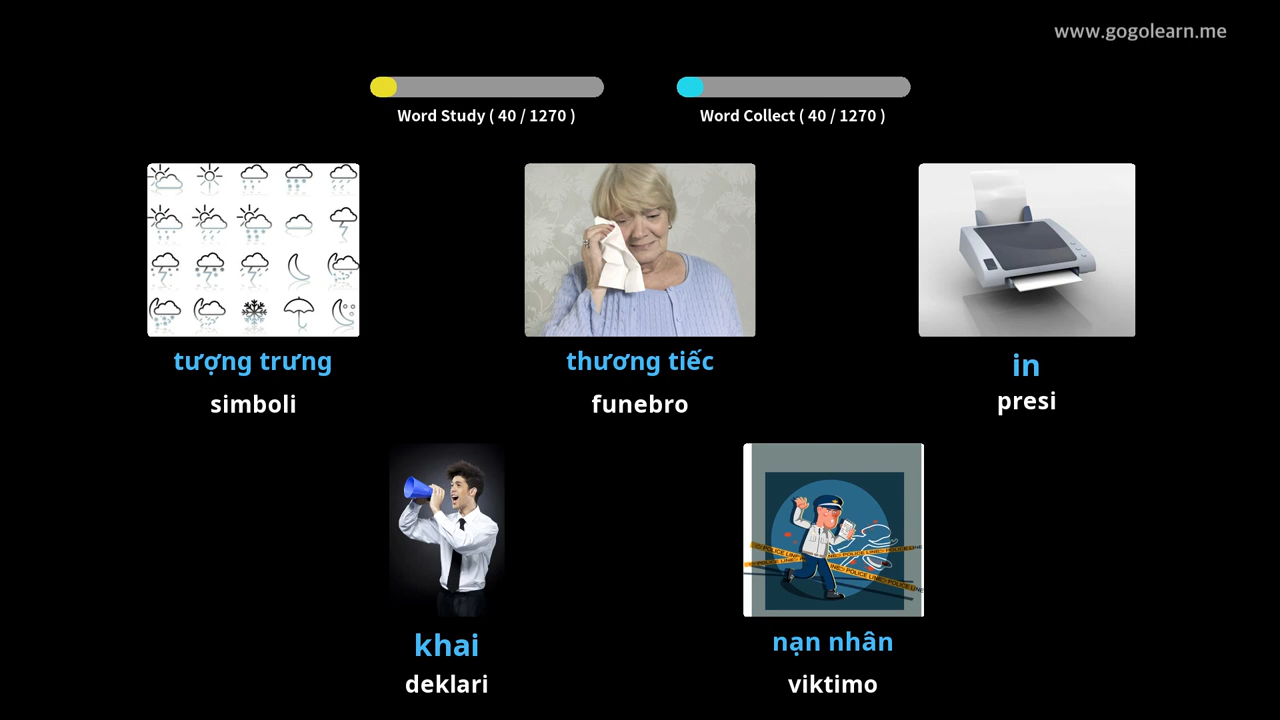 www.gogolearn.me
Word Study ( 40 / 1270 )
Word Collect ( 40 / 1270 )
tượng trưng
simboli
thương tiếc
funebro
in
presi
khai
deklari
nạn nhân
viktimo